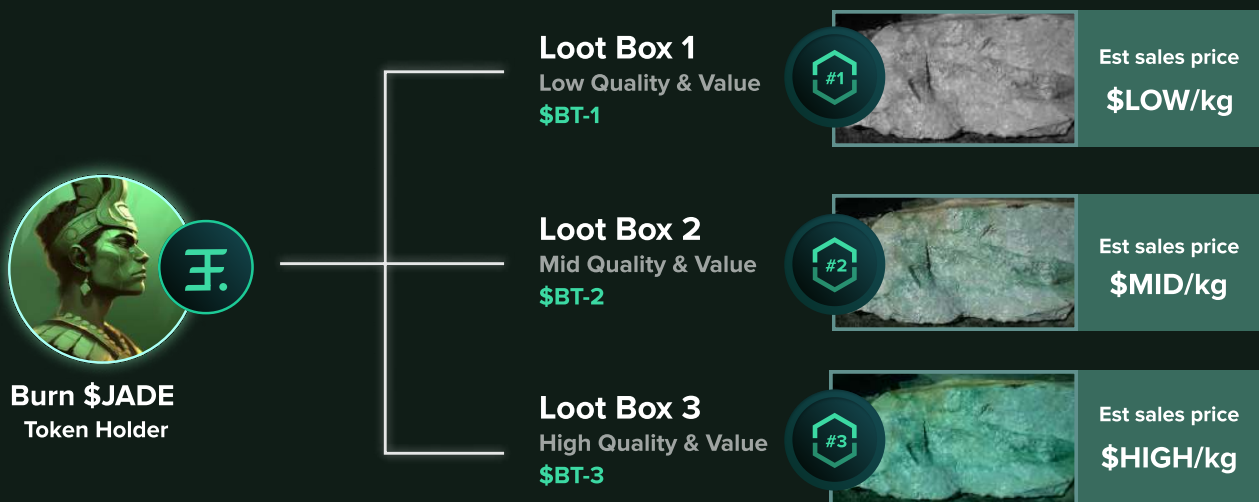 Burn $JADE
Token Holder
Loot Box 1
Low Quality & Value
$BT-1
#1
Est sales price
$LOW/kg
Loot Box 2
Mid Quality & Value
$BT-2
#2
Est sales price
$MID/kg
Loot Box 3
High Quality & Value
$BT-3
#3
Est sales price
$HIGH/kg